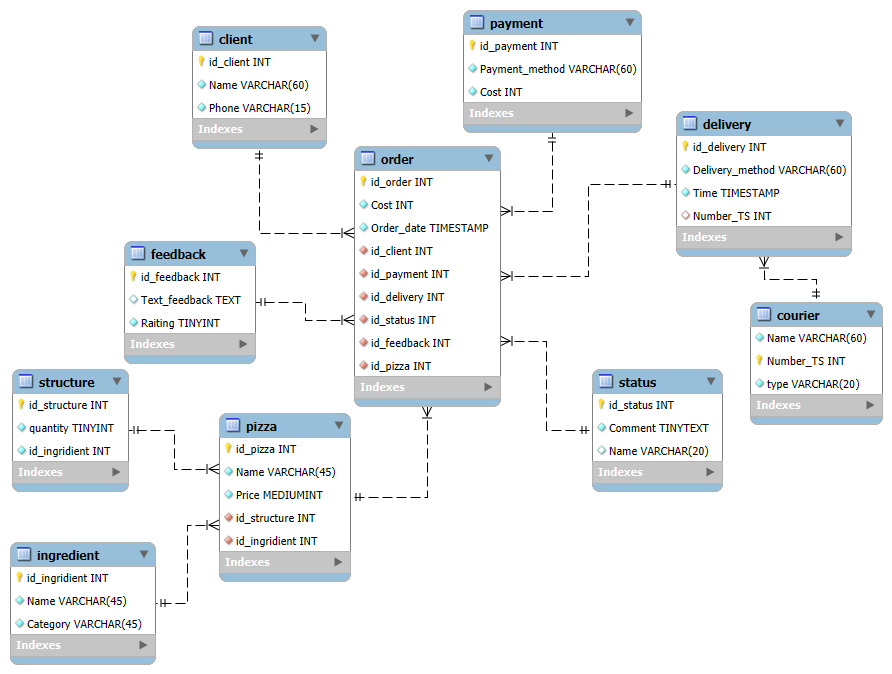 client
id_client INT
Name VARCHAR(60)
Phone VARCHAR(15)
Indexes
payment
id_payment INT
Payment_method VARCHAR(60)
Cost INT
Indexes
delivery
id_delivery INT
Delivery_method VARCHAR(60)
Time TIMESTAMP
Number_TS INT
Indexes
order
id_order INT
Cost INT
Order_date TIMESTAMP
id_client INT
id_payment INT
id_delivery INT
id_status INT
id_feedback INT
id_pizza INT
Indexes
feedback
id_feedback INT
Text_feedback TEXT
Raiting TINYINT
Indexes
courier
Name VARCHAR(60)
Number_TS INT
type VARCHAR(20)
Indexes
structure
id_structure INT
quantity TINYINT
id_ingridient INT
Indexes
status
id_status INT
Comment TINYTEXT
Name VARCHAR(20)
Indexes
pizza
id_pizza INT
Name VARCHAR(45)
Price MEDIUMINT
id_structure INT
id_ingridient INT
Indexes
ingredient
id_ingridient INT
Name VARCHAR(45)
Category VARCHAR(45)
Indexes